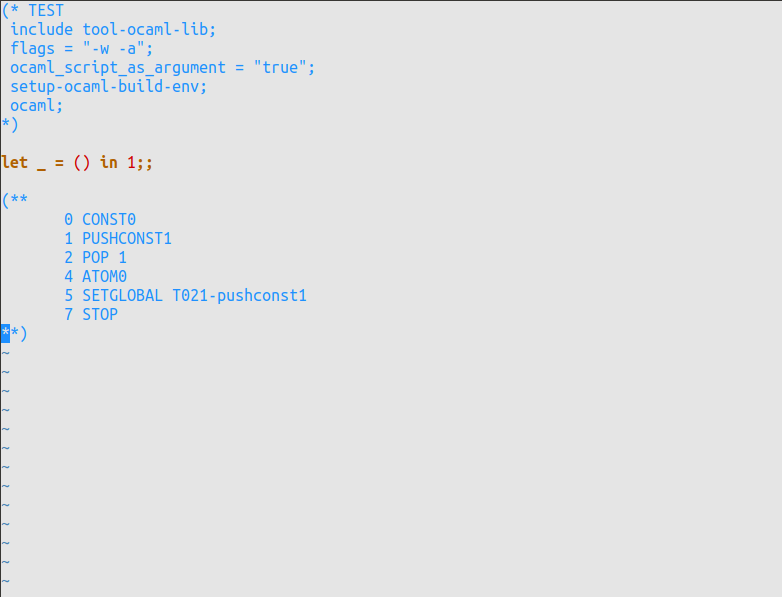 (* TEST
 include tool-ocaml-lib;
 flags = "-w -a";
 ocaml_script_as_argument = "true";
 setup-ocaml-build-env;
 ocaml;
*)

let _ = () in 1;;

(**
       0 CONST0
       1 PUSHCONST1
       2 POP 1
       4 ATOM0
       5 SETGLOBAL T021-pushconst1
       7 STOP
**)
~
~
~
~
~
~
~
~
~
~
~
~
~